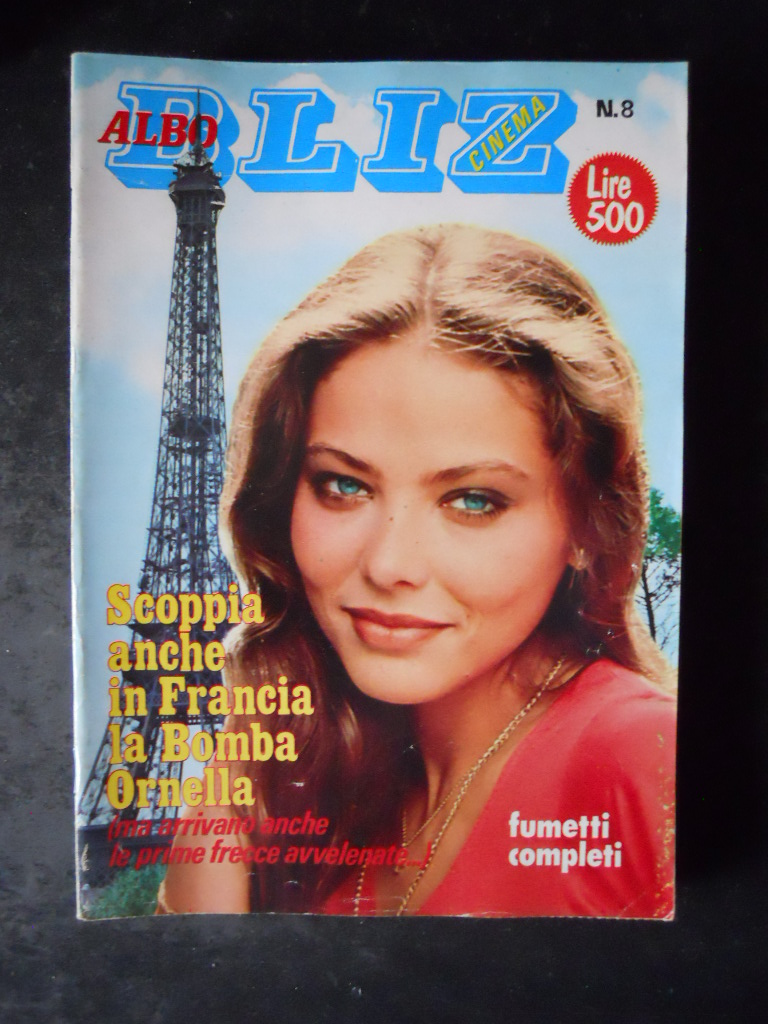 ALBO BLIZ
CINEMA
N.8
Lire
500
Scoppia
anche
in Francia
la Bomba
Ornella
(ma arrivano anche
le prime frecce avvelenate...)
fumetti
completi